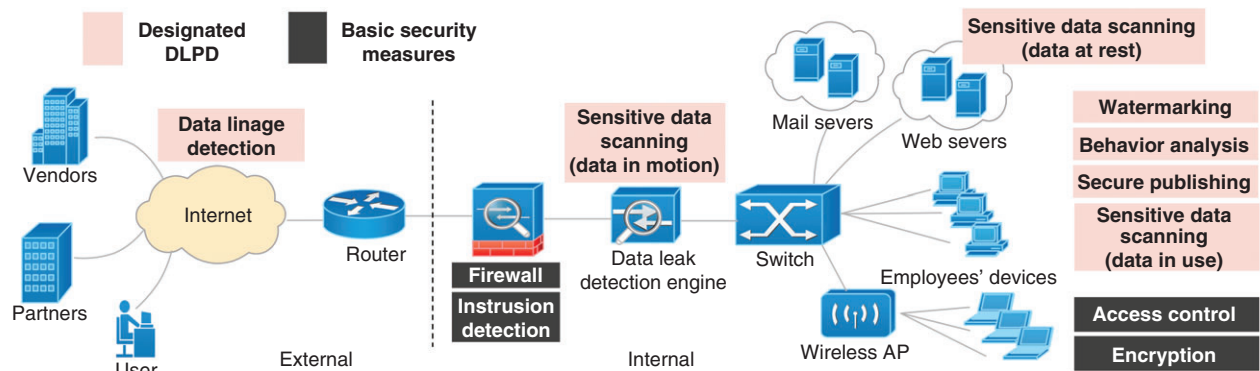 Designated
DLPD
Basic security
measures
Sensitive data scanning
(data at rest)
Data linage
detection
Sensitive data
scanning
(data in motion)
Mail severs
Web severs
Watermarking
Behavior analysis
Secure publishing
Sensitive data
scanning
(data in use)
Vendors
Internet
Router
Firewall
Instrusion
detection
Data leak
detection engine
Switch
Employees' devices
Partners
User
External
Internal
Wireless AP
Access control
Encryption